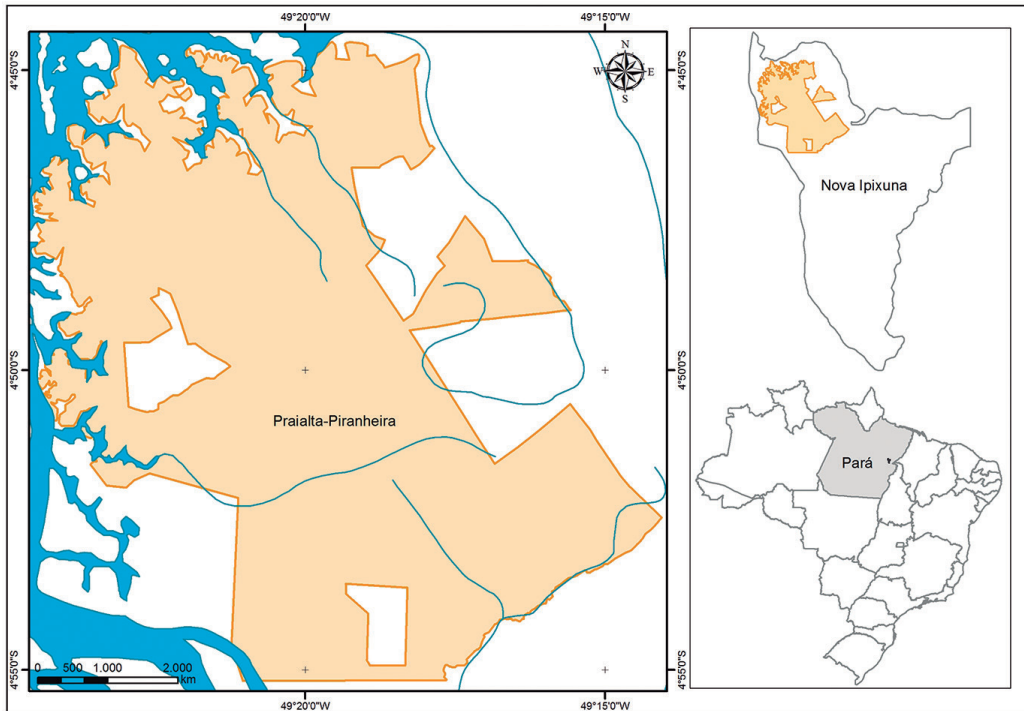 49°20'0"W
49°15'0"W
4°45'0"S
4°45'0"S
N
W
E
S
Nova Ipixuna
4°50'0"S
4°50'0"S
Praialta-Piranheira
Pará
4°55'0"S
4°55'0"S
0 500 1.000 2.000
km
49°20'0"W
49°15'0"W